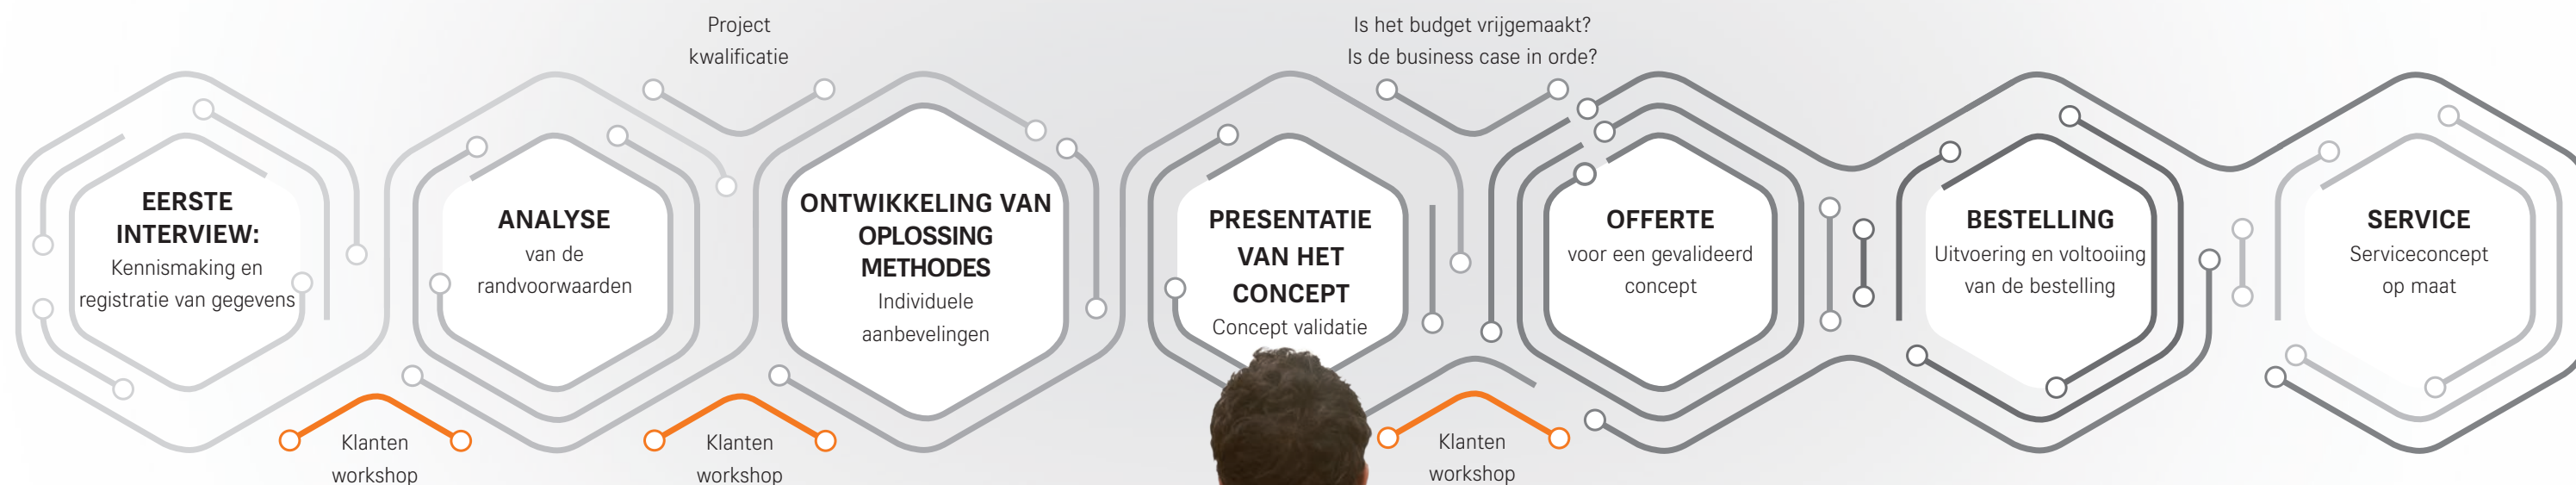 Project
kwalificatie
Is het budget vrijgemaakt?
Is de business case in orde?
EERSTE
INTERVIEW:
Kennismaking en
registratie van gegevens
ANALYSE
van de
randvoorwaarden
ONTWIKKELING VAN
OPLOSSING
METHODES
Individuele
aanbevelingen
PRESENTATIE
VAN HET
CONCEPT
Concept validatie
OFFERTE
voor een gevalideerd
concept
BESTELLING
Uitvoering en voltooiing
van de bestelling
SERVICE
Serviceconcept
op maat
Klanten
workshop
Klanten
workshop
Klanten
workshop